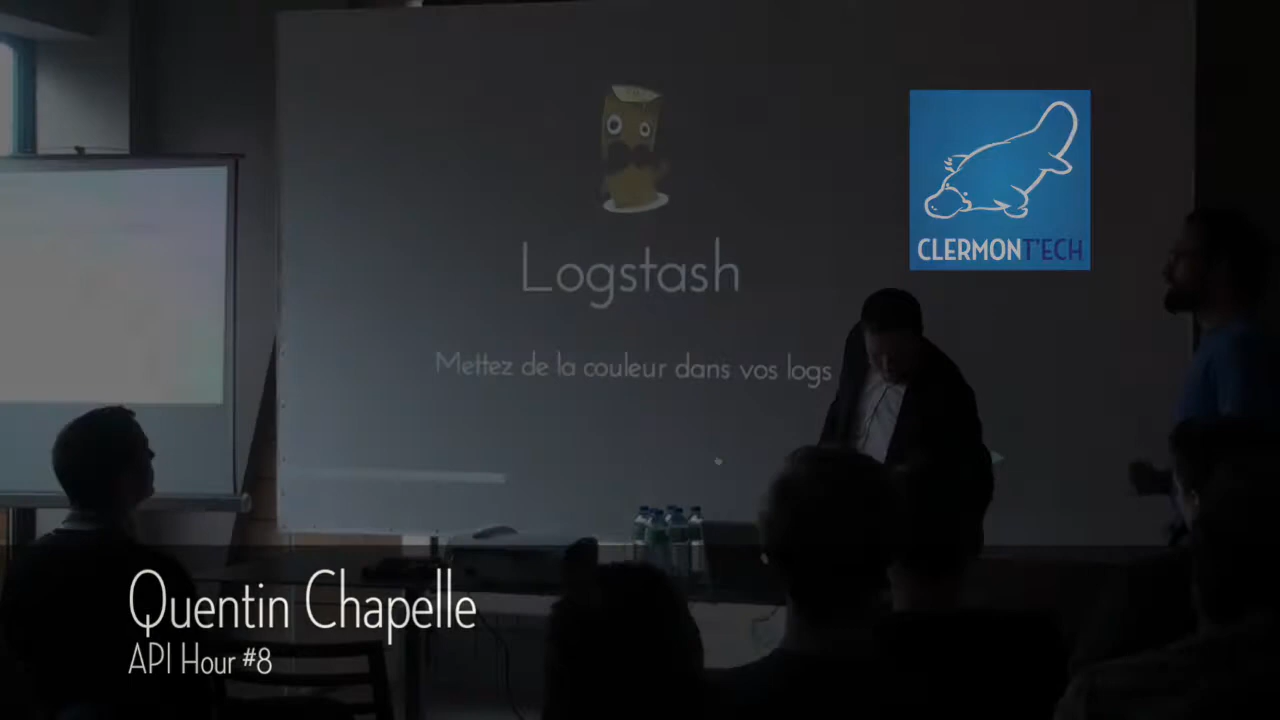 CLERMONT'ECH
Logstash
Mettez de la couleur dans vos logs
Quentin Chapelle
API Hour #8